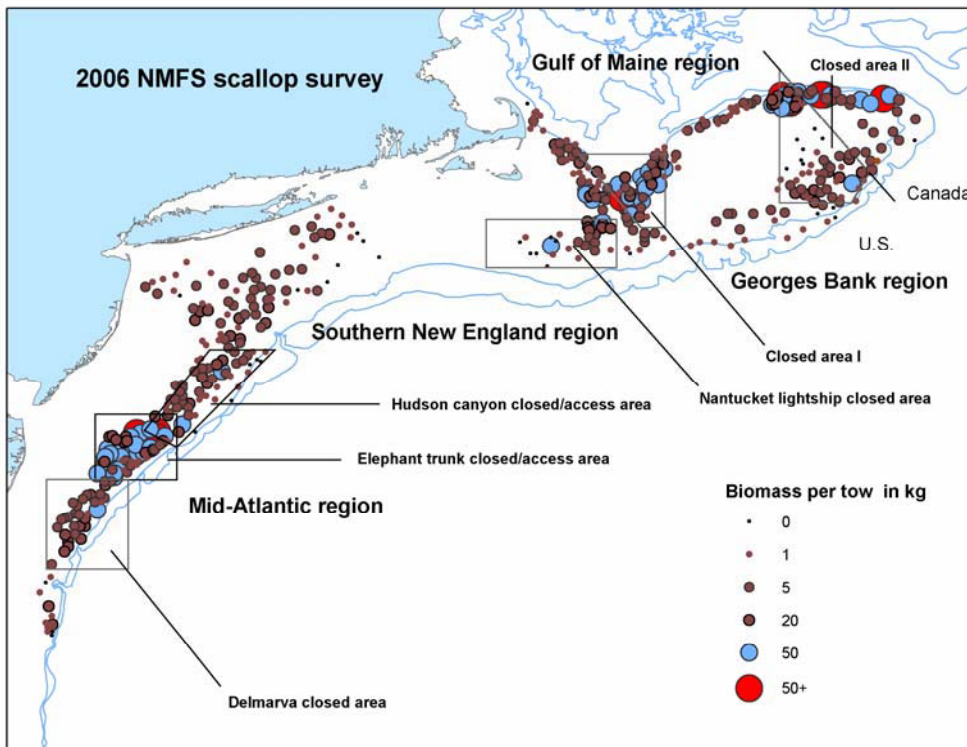 2006 NMFS scallop survey
Gulf of Maine region
Closed area II
Canada
U.S.
Georges Bank region
Southern New England region
Closed area I
Nantucket lightship closed area
Hudson canyon closed/access area
Elephant trunk closed/access area
Mid-Atlantic region
Delmarva closed area
Biomass per tow in kg
0
1
5
20
50
50+